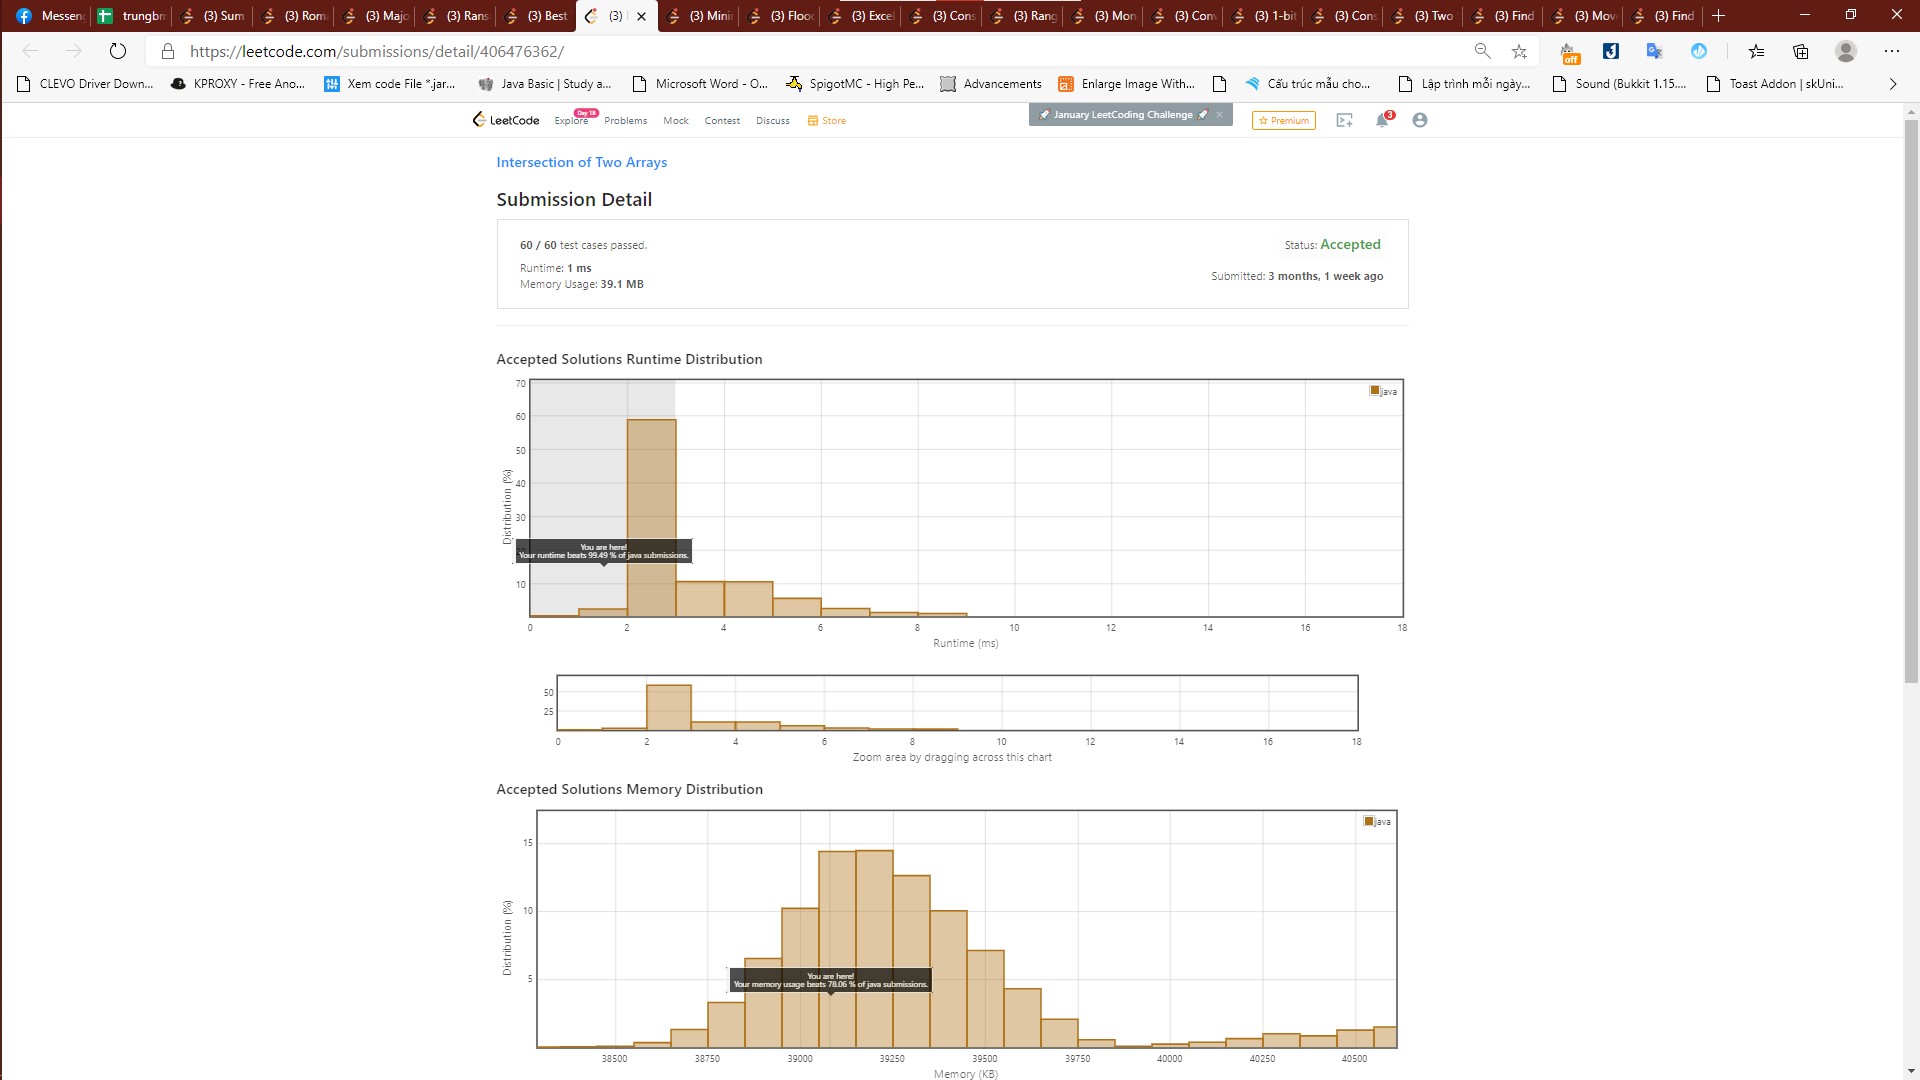 Messen
trungbr
(3) Sum
(3) Rom
(3) Majo
(3) Rans
(3) Best
(3)
(3) Mini
(3) Floo
(3) Excel
(3) Cons
(3) Rang
(3) Mon
(3) Con
(3) 1-bit
(3) Cons
(3) Two
(3) Find
(3) Mov
(3) Find
https://leetcode.com/submissions/detail/406476362/
off
CLEVO Driver Down...
KPROXY - Free Ano...
Xem code File *.jar...
Java Basic | Study a...
Microsoft Word - O...
SpigotMC - High Pe...
Advancements
Enlarge Image With...
Cấu trúc mẫu cho...
Lập trình mỗi ngày...
Sound (Bukkit 1.15....
Toast Addon | skUni...
LeetCode
Explore
Day 18
Problems
Mock
Contest
Discuss
Store
January LeetCoding Challenge
Premium
3
Intersection of Two Arrays
Submission Detail
60 / 60 test cases passed.
Status: Accepted
Runtime: 1 ms
Submitted: 3 months, 1 week ago
Memory Usage: 39.1 MB
Accepted Solutions Runtime Distribution
70
60
50
40
30
10
Distribution (%)
java
You are here!
Your runtime beats 99.49 % of java submissions.
0 2 4 6 8 10 12 14 16 18
Runtime (ms)
50
25
0 2 4 6 8 10 12 14 16 18
Zoom area by dragging across this chart
Accepted Solutions Memory Distribution
15
10
5
Distribution (%)
java
You are here!
Your memory usage beats 78.06 % of java submissions.
38500 38750 39000 39250 39500 39750 40000 40250 40500
Memory (KB)